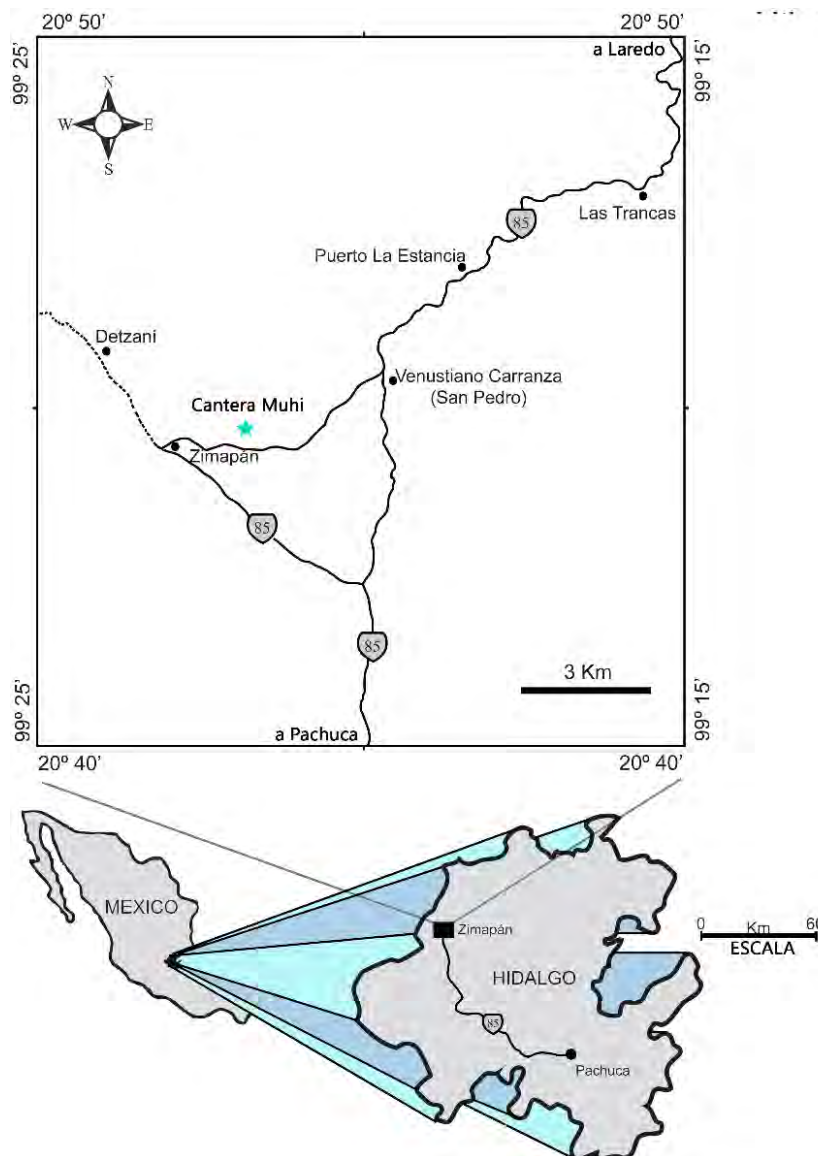 20º 50’
20º 50’
99º 25’
99º 15’
a Laredo
N
W
E
S
Las Trancas
85
Puerto La Estancia
Detzani
Venustiano Carranza
(San Pedro)
Cantera Muhi
Zimapán
85
85
3 Km
99º 25’
99º 15’
a Pachuca
20º 40’
20º 40’
MEXICO
Zimapán
0 Km 60
ESCALA
HIDALGO
85
Pachuca